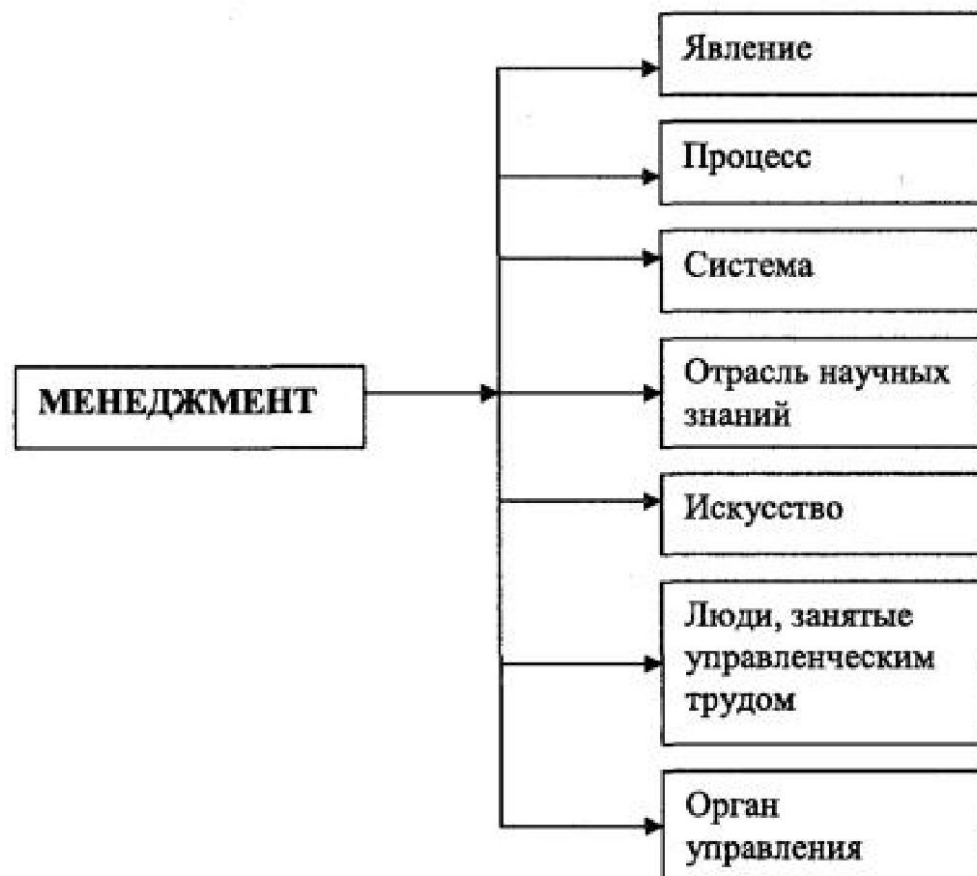 Явление
Процесс
Система
МЕНЕДЖМЕНТ
Отрасль научных
знаний
Искусство
Люди, занятые
управленческим
трудом
Орган
управления